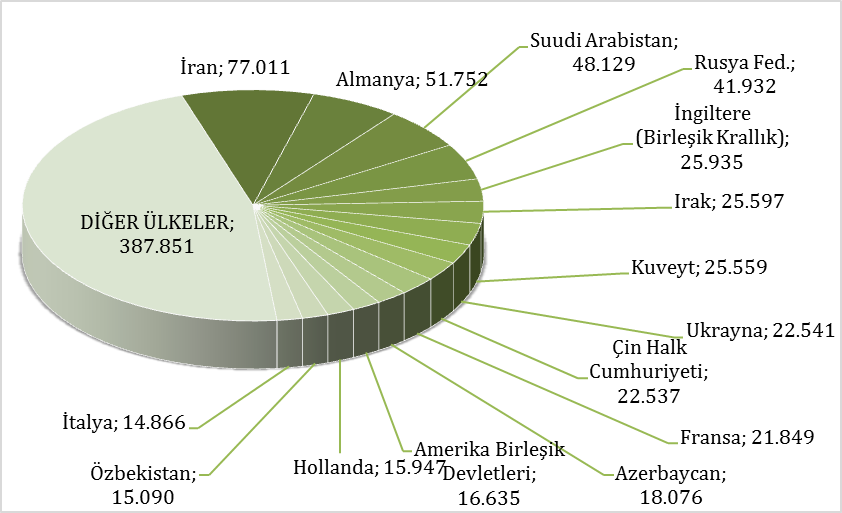 İran; 77.011
Almanya; 51.752
Suudi Arabistan;
48.129
Rusya Fed.;
41.932
İngiltere
(Birleşik Krallık);
25.935
Irak; 25.597
Kuveyt; 25.559
Ukrayna; 22.541
Çin Halk
Cumhuriyeti;
22.537
Fransa; 21.849
Azerbaycan;
18.076
Amerika Birleşik
Devletleri;
16.635
Hollanda; 15.947
Özbekistan;
15.090
İtalya; 14.866
DİĞER ÜLKELER;
387.851